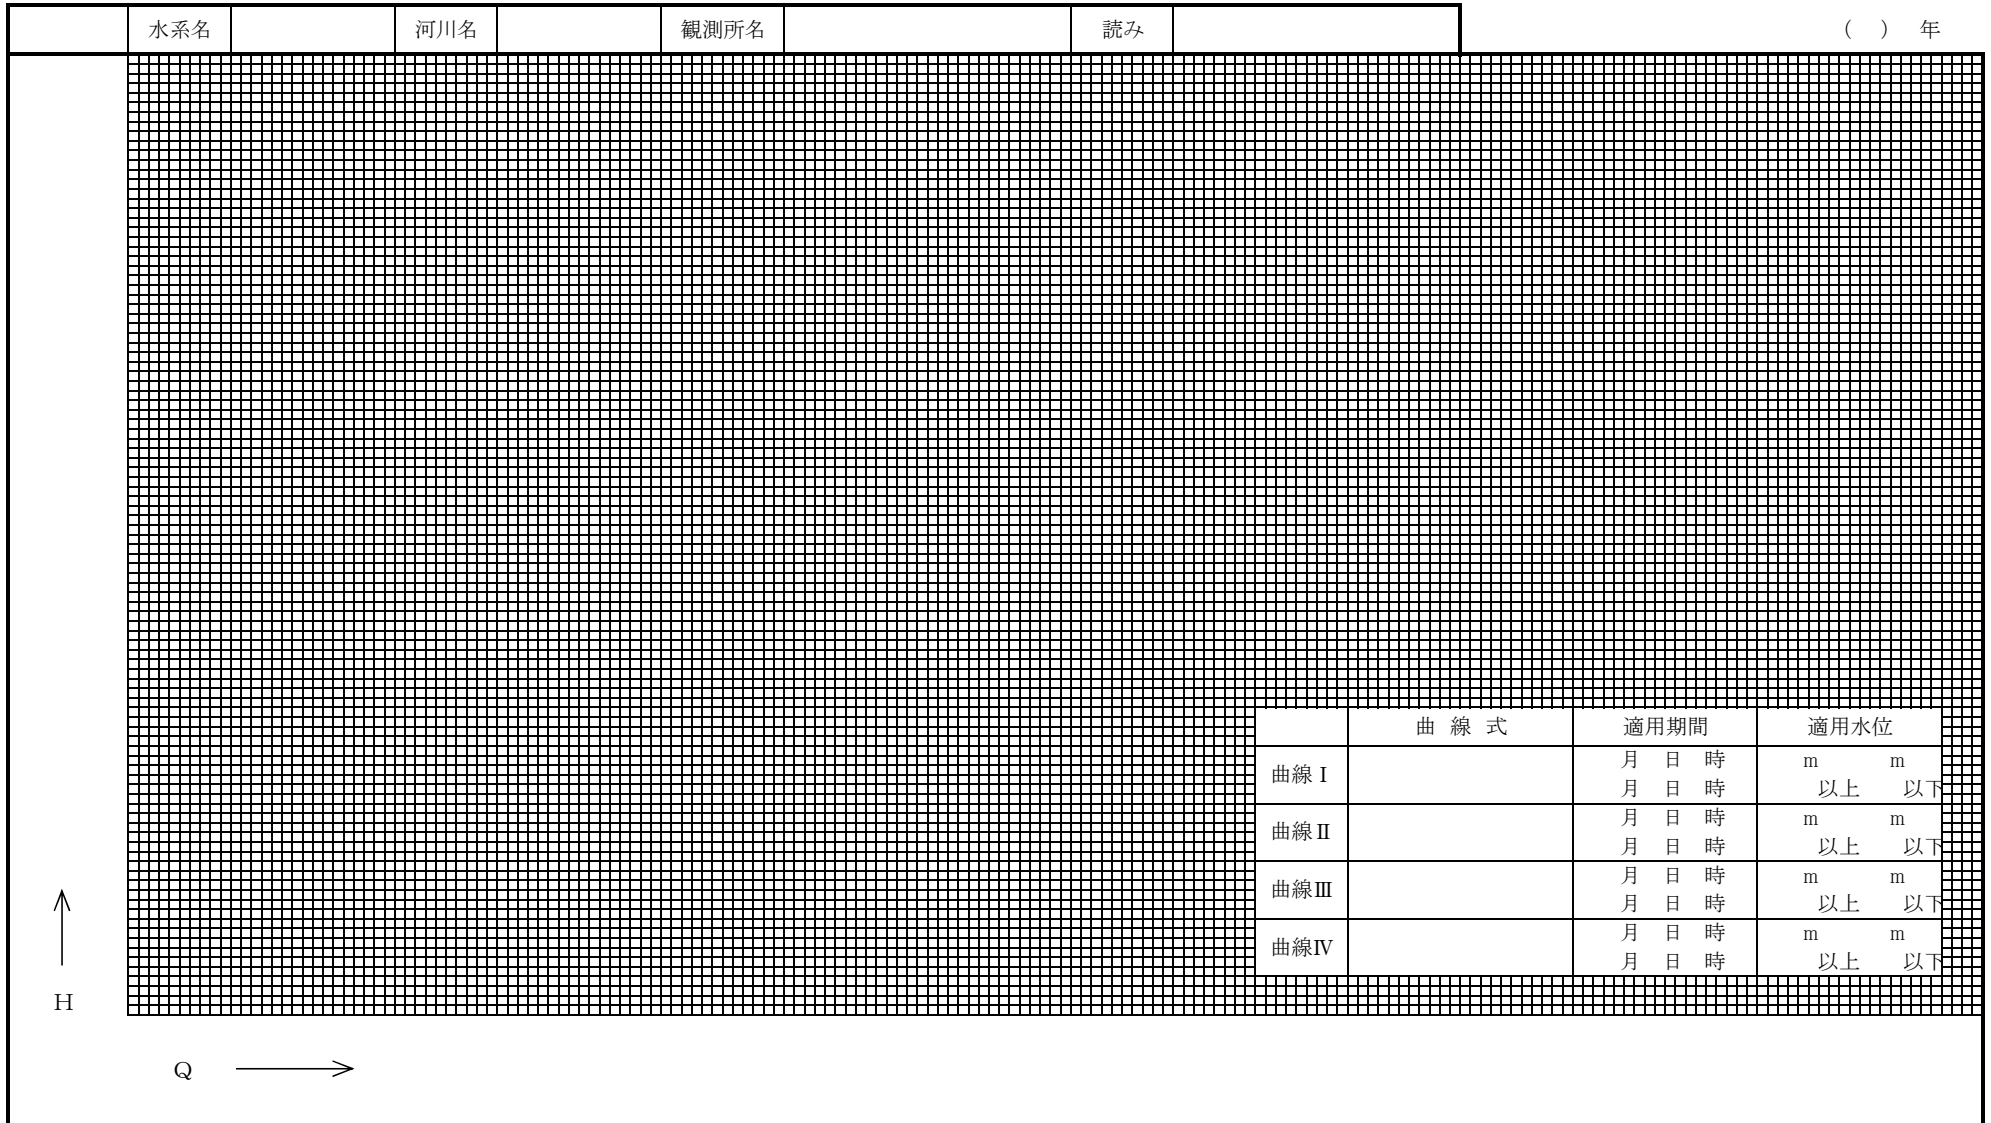 水系名 河川名 観測所名 読み （ ） 年
曲 線 式 適用期間 適用水位
曲線Ⅰ 月 日 時 m m
月 日 時 以上 以下
曲線Ⅱ 月 日 時 m m
月 日 時 以上 以下
曲線Ⅲ 月 日 時 m m
月 日 時 以上 以下
曲線Ⅳ 月 日 時 m m
月 日 時 以上 以下
H
Q